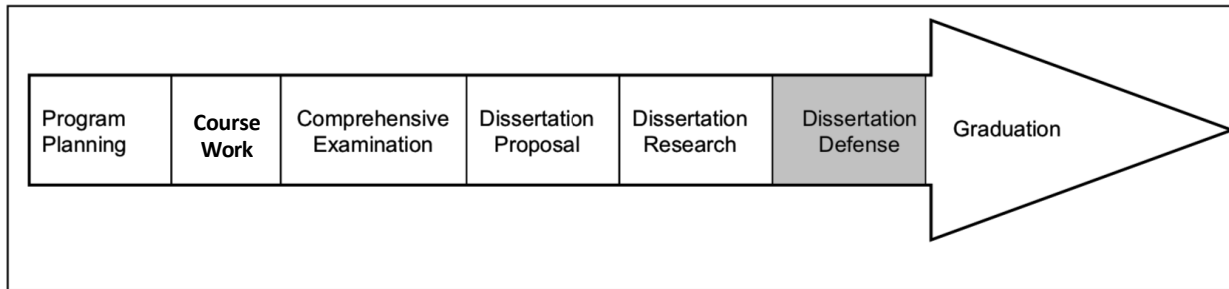 Program
Planning
Course
Work
Comprehensive
Examination
Dissertation
Proposal
Dissertation
Research
Dissertation
Defense
Graduation